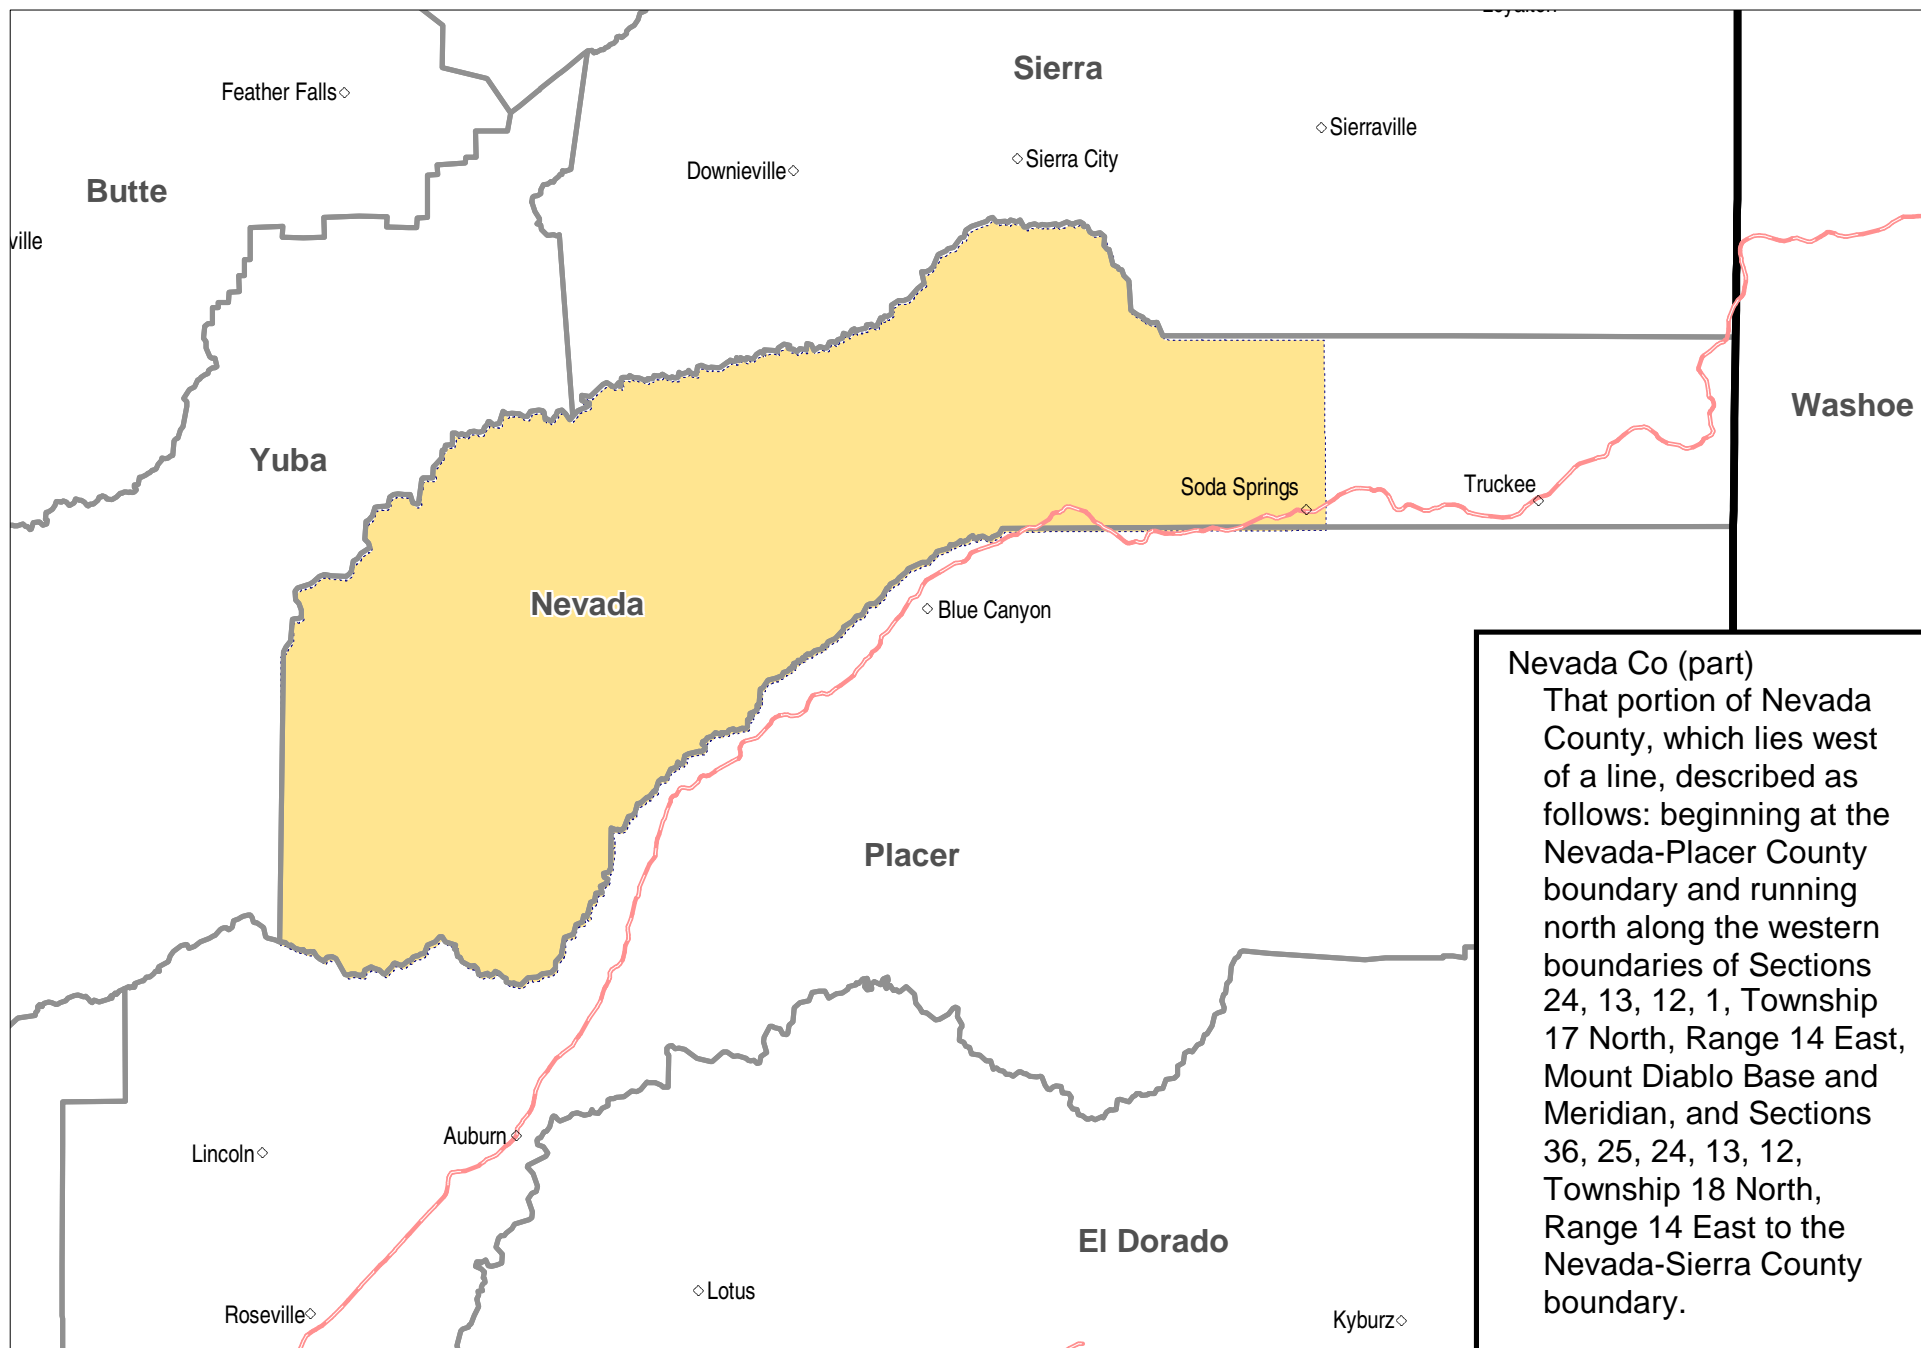 Sierra
Feather Falls
Sierraville
Sierra City
Downieville
Butte
ville
Washoe
Yuba
Soda Springs
Truckee
Nevada
Blue Canyon
Placer
Auburn
Lincoln
El Dorado
Lotus
Roseville
Kyburz
Nevada Co (part)
That portion of Nevada
County, which lies west
of a line, described as
follows: beginning at the
Nevada-Placer County
boundary and running
north along the western
boundaries of Sections
24, 13, 12, 1, Township
17 North, Range 14 East,
Mount Diablo Base and
Meridian, and Sections
36, 25, 24, 13, 12,
Township 18 North,
Range 14 East to the
Nevada-Sierra County
boundary.